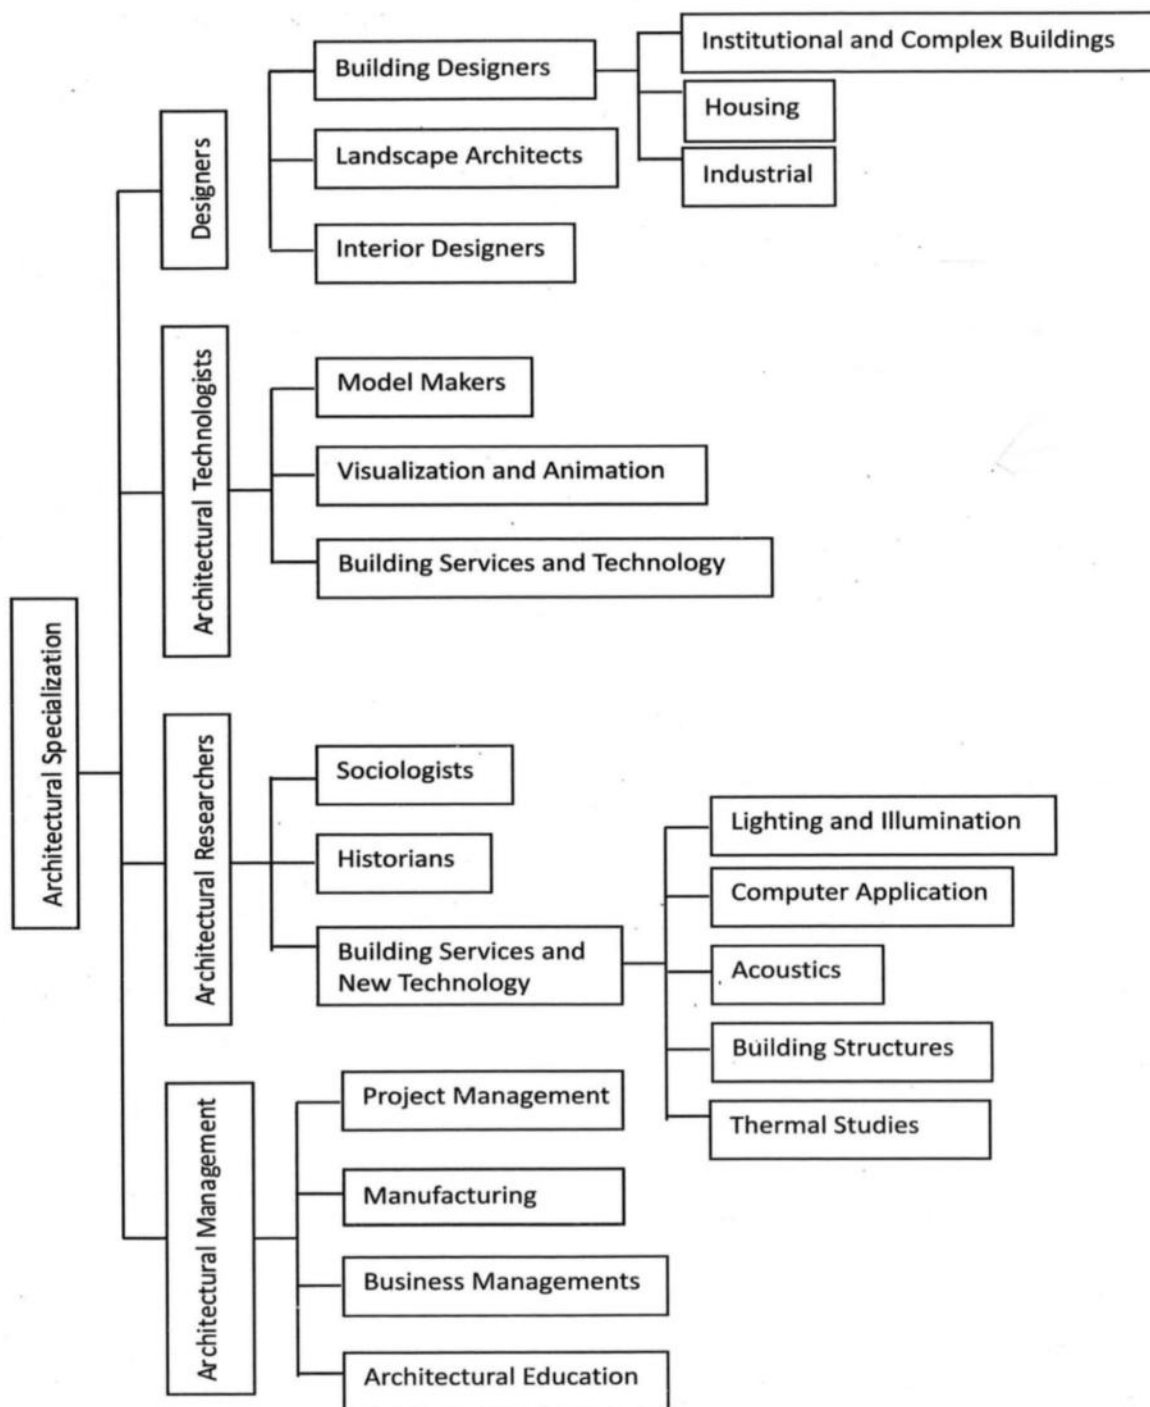 Architectural Specialization
Designers
Building Designers
Institutional and Complex Buildings
Housing
Industrial
Landscape Architects
Interior Designers
Architectural Technologists
Model Makers
Visualization and Animation
Building Services and Technology
Architectural Researchers
Sociologists
Historians
Building Services and
New Technology
Lighting and Illumination
Computer Application
Acoustics
Building Structures
Thermal Studies
Architectural Management
Project Management
Manufacturing
Business Managements
Architectural Education